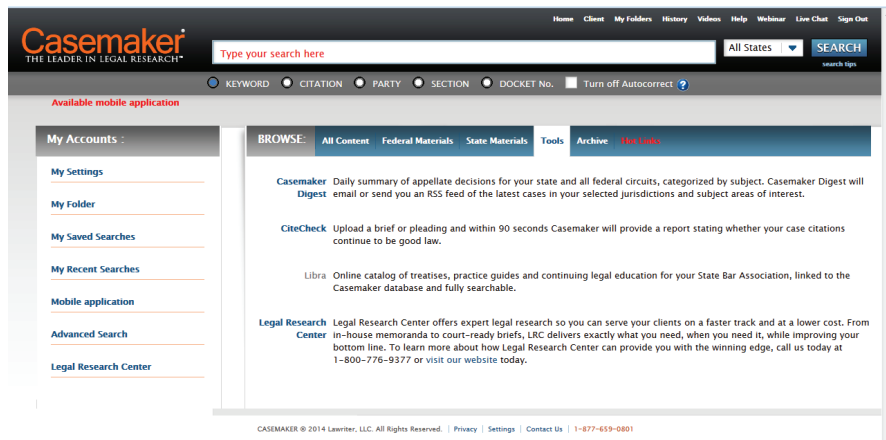 Home Client My Folders History Videos Help Webinar Live Chat Sign Out
Casemaker
THE LEADER IN LEGAL RESEARCH™
Type your search here
All States
SEARCH
search tips
KEYWORD CITATION PARTY SECTION DOCKET No. Turn off Autocorrect ?
Available mobile application
My Accounts :
My Settings
My Folder
My Saved Searches
My Recent Searches
Mobile application
Advanced Search
Legal Research Center
BROWSE: All Content Federal Materials State Materials Tools Archive Hot Links
Casemaker Daily summary of appellate decisions for your state and all federal circuits, categorized by subject. Casemaker Digest will
Digest email or send you an RSS feed of the latest cases in your selected jurisdictions and subject areas of interest.
CiteCheck Upload a brief or pleading and within 90 seconds Casemaker will provide a report stating whether your case citations
continue to be good law.
Libra Online catalog of treatises, practice guides and continuing legal education for your State Bar Association, linked to the
Casemaker database and fully searchable.
Legal Research Legal Research Center offers expert legal research so you can serve your clients on a faster track and at a lower cost. From
Center in-house memoranda to court-ready briefs, LRC delivers exactly what you need, when you need it, while improving your
bottom line. To learn more about how Legal Research Center can provide you with the winning edge, call us today at
1-800-776-9377 or visit our website today.
CASEMAKER ® 2014 Lawriter, LLC. All Rights Reserved. | Privacy | Settings | Contact Us | 1-877-659-0801